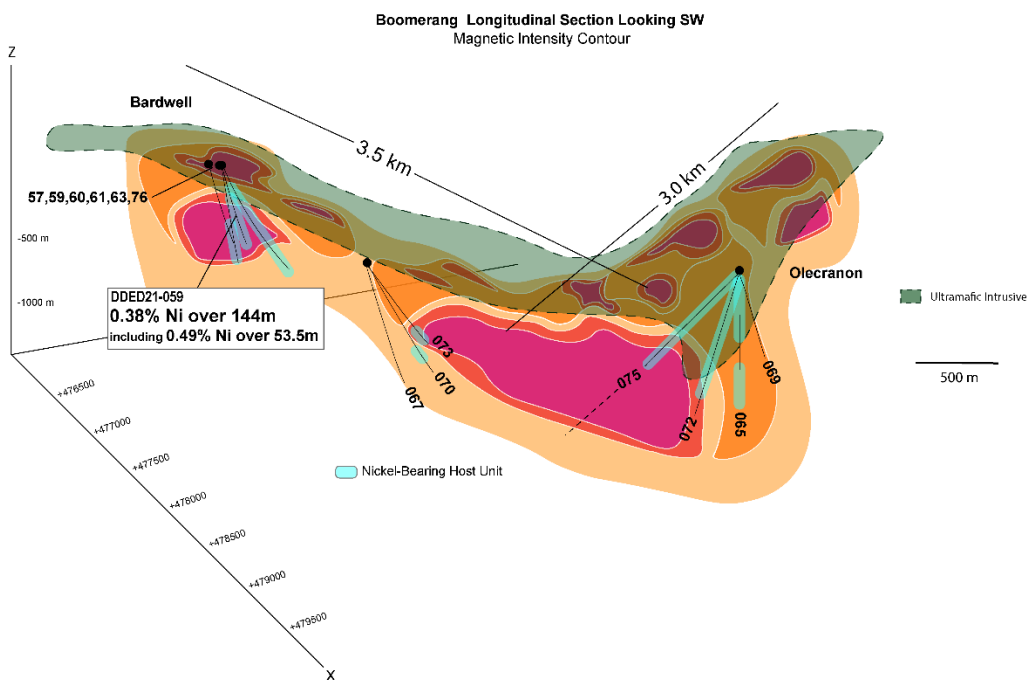 Boomerang Longitudinal Section Looking SW
Magnetic Intensity Contour
Z
Bardwell
3.5 km
3.0 km
57,59,60,61,63,76
-500 m
-1000 m
Olecranon
DDED21-059
0.38% Ni over 144m
including 0.49% Ni over 53.5m
Ultramafic Intrusive
500 m
073
070
067
075
072
069
065
Nickel-Bearing Host Unit
+476500
+477000
+477500
+478000
+478500
+479000
+479500
X